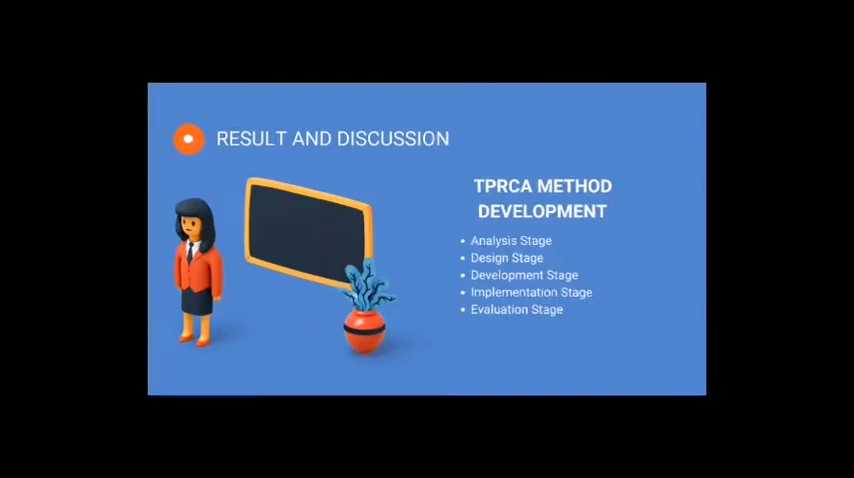 RESULT AND DISCUSSION
TPRCA METHOD
DEVELOPMENT
• Analysis Stage
• Design Stage
• Development Stage
• Implementation Stage
• Evaluation Stage